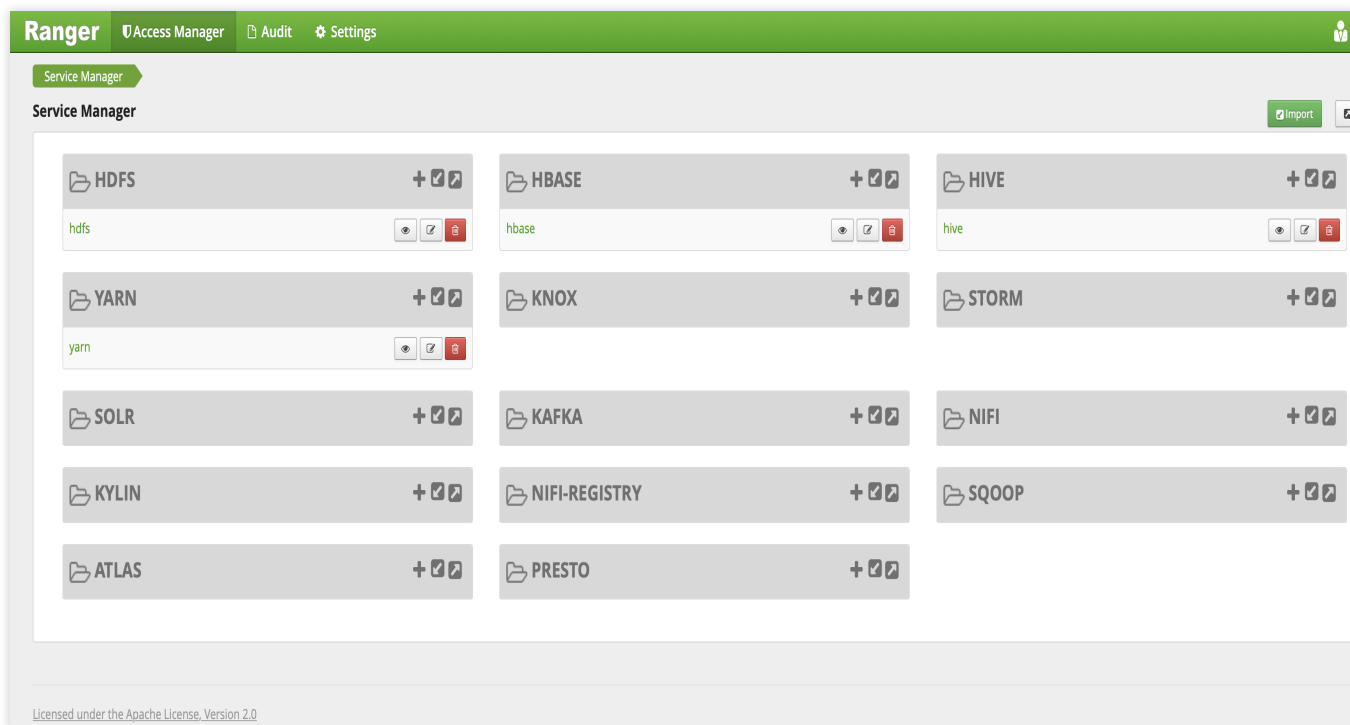 Ranger Access Manager Audit Settings
Service Manager
Service Manager
Import
HDFS HBASE HIVE
hdfs hbase hive
YARN KNOX STORM
yarn
SOLR KAFKA NIFI
KYLIN NIFI-REGISTRY SQOOP
ATLAS PRESTO
Licensed under the Apache License, Version 2.0